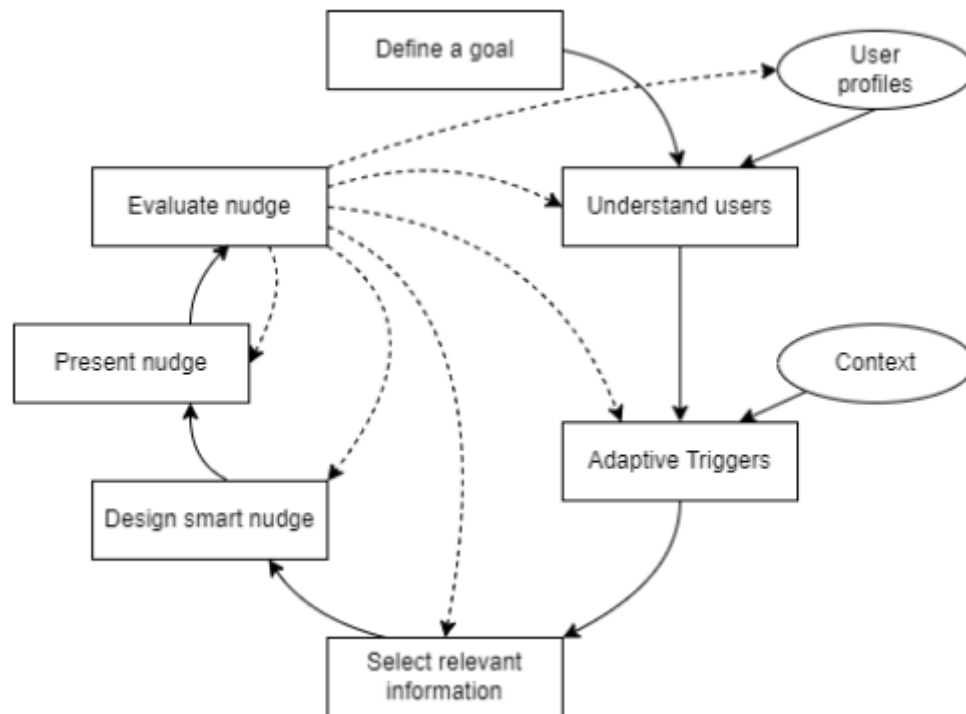 Define a goal
User
profiles
Evaluate nudge
Understand users
Present nudge
Context
Adaptive Triggers
Design smart nudge
Select relevant
information